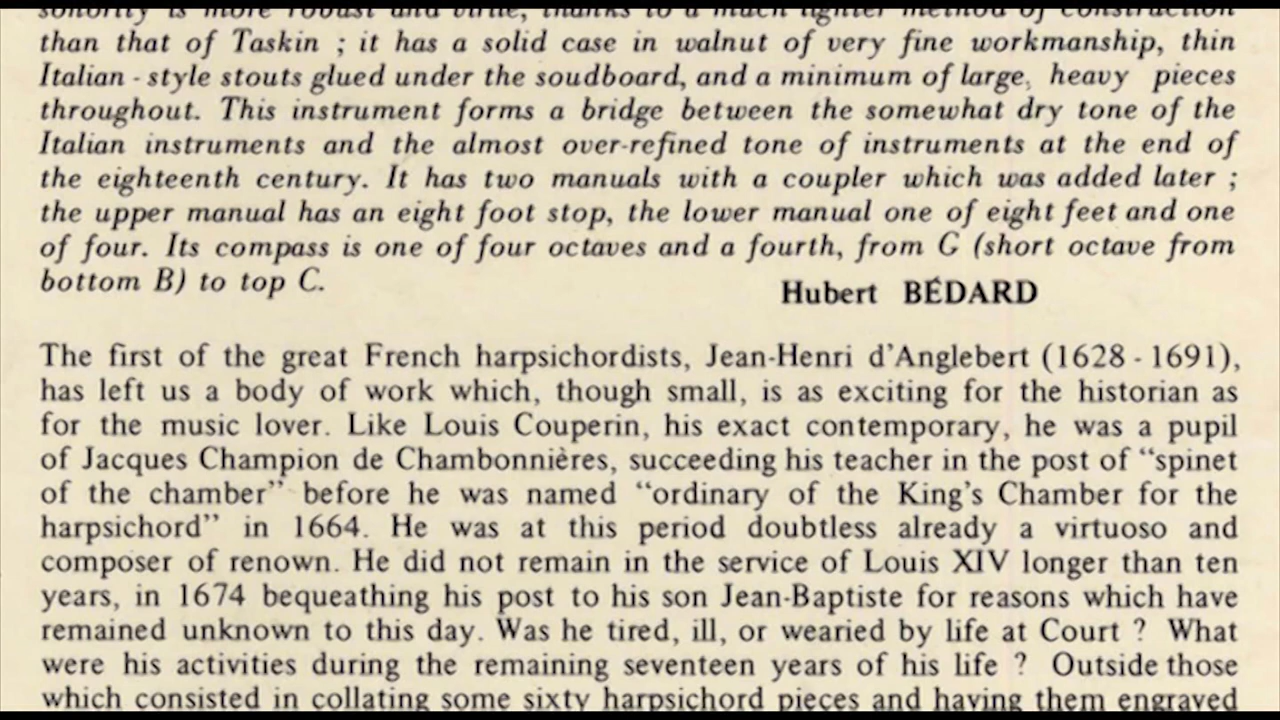 sonority is more robust and virile, thanks to a much lighter method of construction
than that of Taskin ; it has a solid case in walnut of very fine workmanship, thin
Italian - style stouts glued under the soudboard, and a minimum of large, heavy pieces
throughout. This instrument forms a bridge between the somewhat dry tone of the
Italian instruments and the almost over-refined tone of instruments at the end of
the eighteenth century. It has two manuals with a coupler which was added later ;
the upper manual has an eight foot stop, the lower manual one of eight feet and one
of four. Its compass is one of four octaves and a fourth, from G (short octave from
bottom B) to top C.
Hubert BÉDARD
The first of the great French harpsichordists, Jean-Henri d'Anglebert (1628 - 1691),
has left us a body of work which, though small, is as exciting for the historian as
for the music lover. Like Louis Couperin, his exact contemporary, he was a pupil
of Jacques Champion de Chambonnières, succeeding his teacher in the post of “spinet
of the chamber” before he was named “ordinary of the King's Chamber for the
harpsichord” in 1664. He was at this period doubtless already a virtuoso and
composer of renown. He did not remain in the service of Louis XIV longer than ten
years, in 1674 bequeathing his post to his son Jean-Baptiste for reasons which have
remained unknown to this day. Was he tired, ill, or wearied by life at Court ? What
were his activities during the remaining seventeen years of his life ? Outside those
which consisted in collating some sixty harpsichord pieces and having them engraved